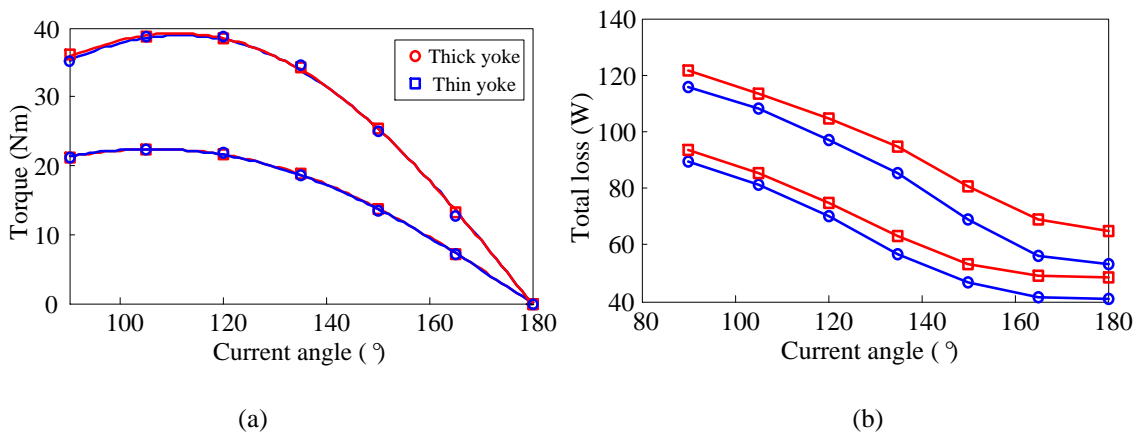 40
30
20
10
0
Torque (Nm)
Thick yoke
Thin yoke
100
120
140
160
180
Current angle ( °)
(a)
140
120
100
80
60
40
Total loss (W)
80
100
120
140
160
180
Current angle ( °)
(b)